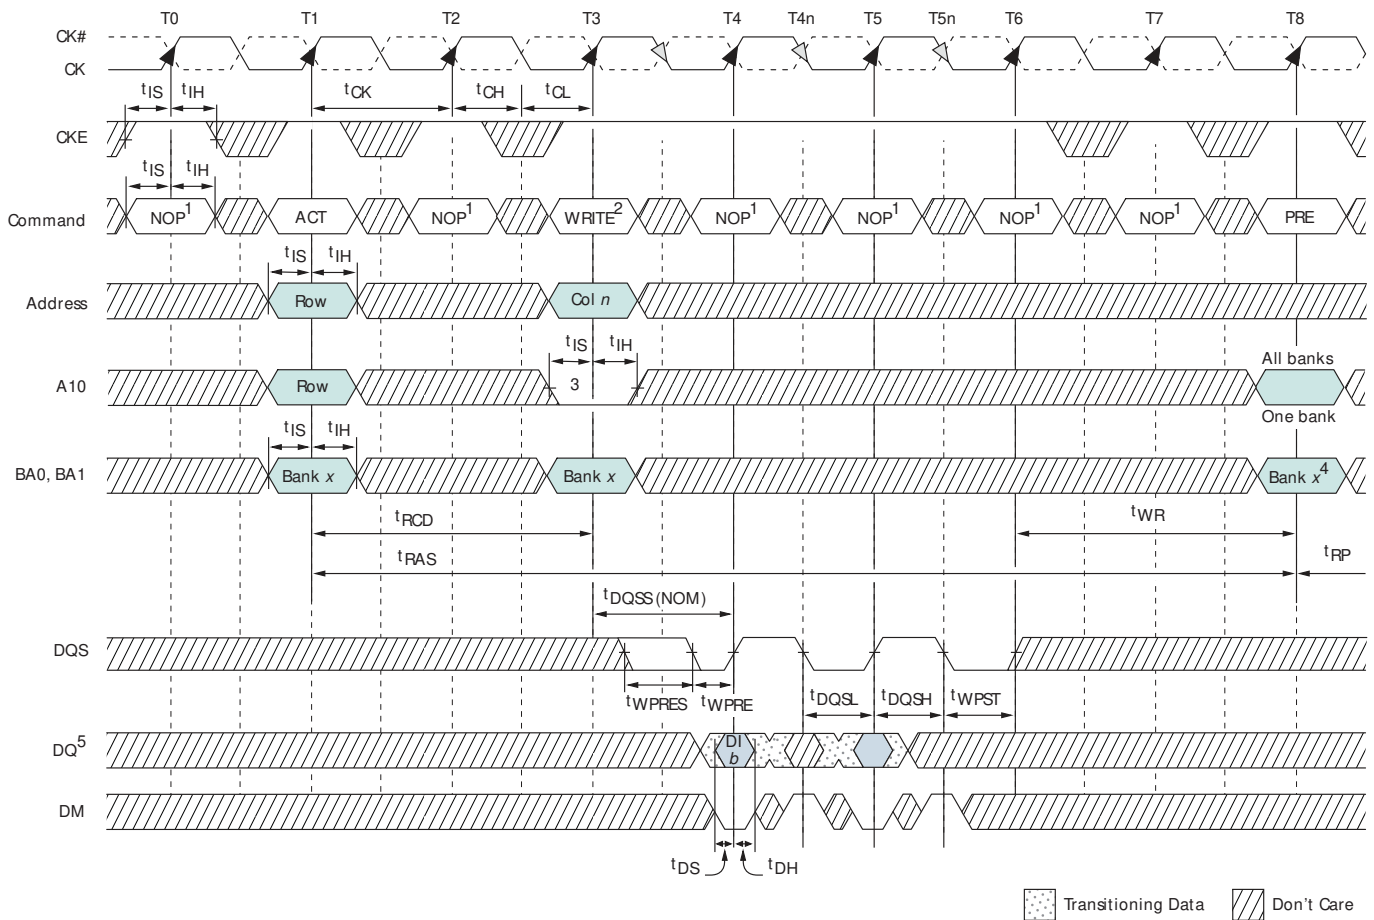 T0 T1 T2 T3 T4 T4n T5 T5n T6 T7 T8
CK#
CK
tIS tIH tCK tCH tCL
CKE
tIS tIH
Command NOP1 ACT NOP1 WRITE2 NOP1 NOP1 NOP1 NOP1 PRE
tIS tIH
Address Row Col n
tIS tIH
All banks
A10 Row 3
One bank
tIS tIH
BA0, BA1 Bank x Bank x Bank x4
tRCD tWR
tRAS tRP
tDQSS (NOM)
DQS
tWPRES tWPRE tDQSL tDQSH tWPST
DQ5 DI
b
DM
tDS tDH
Transitioning Data Don't Care